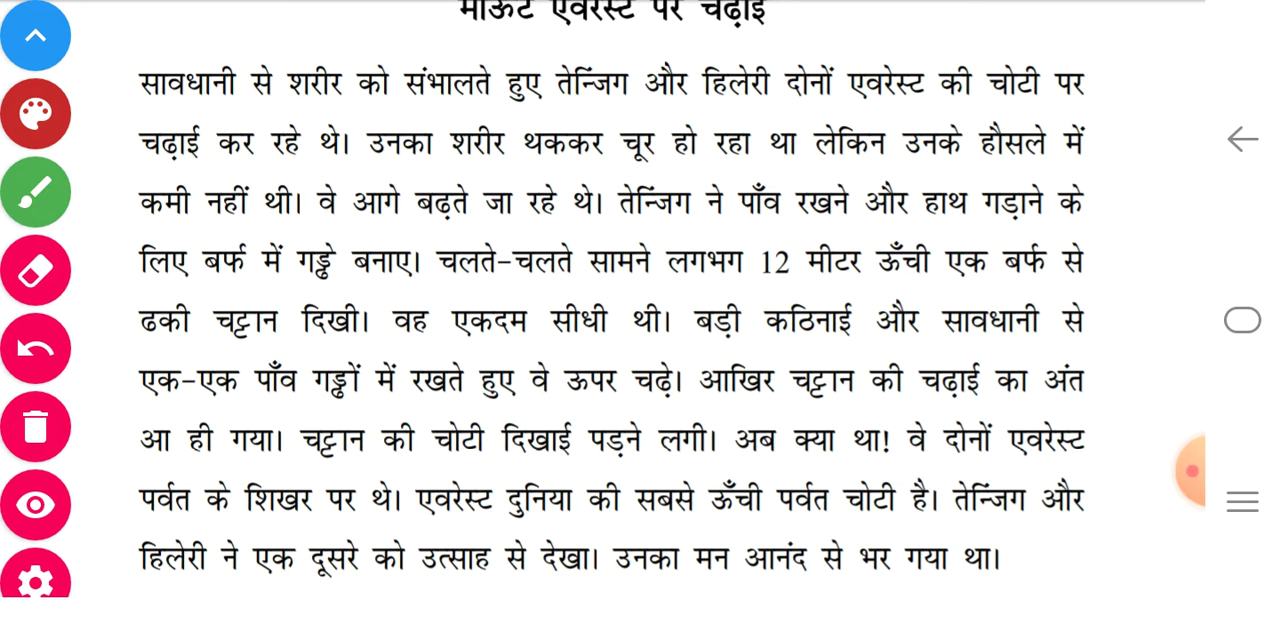 माऊंट एवरेस्ट पर चढ़ाई
सावधानी से शरीर को संभालते हुए तेन्जिंग और हिलेरी दोनों एवरेस्ट की चोटी पर
चढ़ाई कर रहे थे। उनका शरीर थककर चूर हो रहा था लेकिन उनके हौसले में
कमी नहीं थी। वे आगे बढ़ते जा रहे थे। तेन्जिंग ने पाँव रखने और हाथ गड़ाने के
लिए बर्फ में गड्ढे बनाए। चलते-चलते सामने लगभग 12 मीटर ऊँची एक बर्फ से
ढकी चट्टान दिखी। वह एकदम सीधी थी। बड़ी कठिनाई और सावधानी से
एक-एक पाँव गड्ढों में रखते हुए वे ऊपर चढ़े। आखिर चट्टान की चढ़ाई का अंत
आ ही गया। चट्टान की चोटी दिखाई पड़ने लगी। अब क्या था! वे दोनों एवरेस्ट
पर्वत के शिखर पर थे। एवरेस्ट दुनिया की सबसे ऊँची पर्वत चोटी है। तेन्जिंग और
हिलेरी ने एक दूसरे को उत्साह से देखा। उनका मन आनंद से भर गया था।